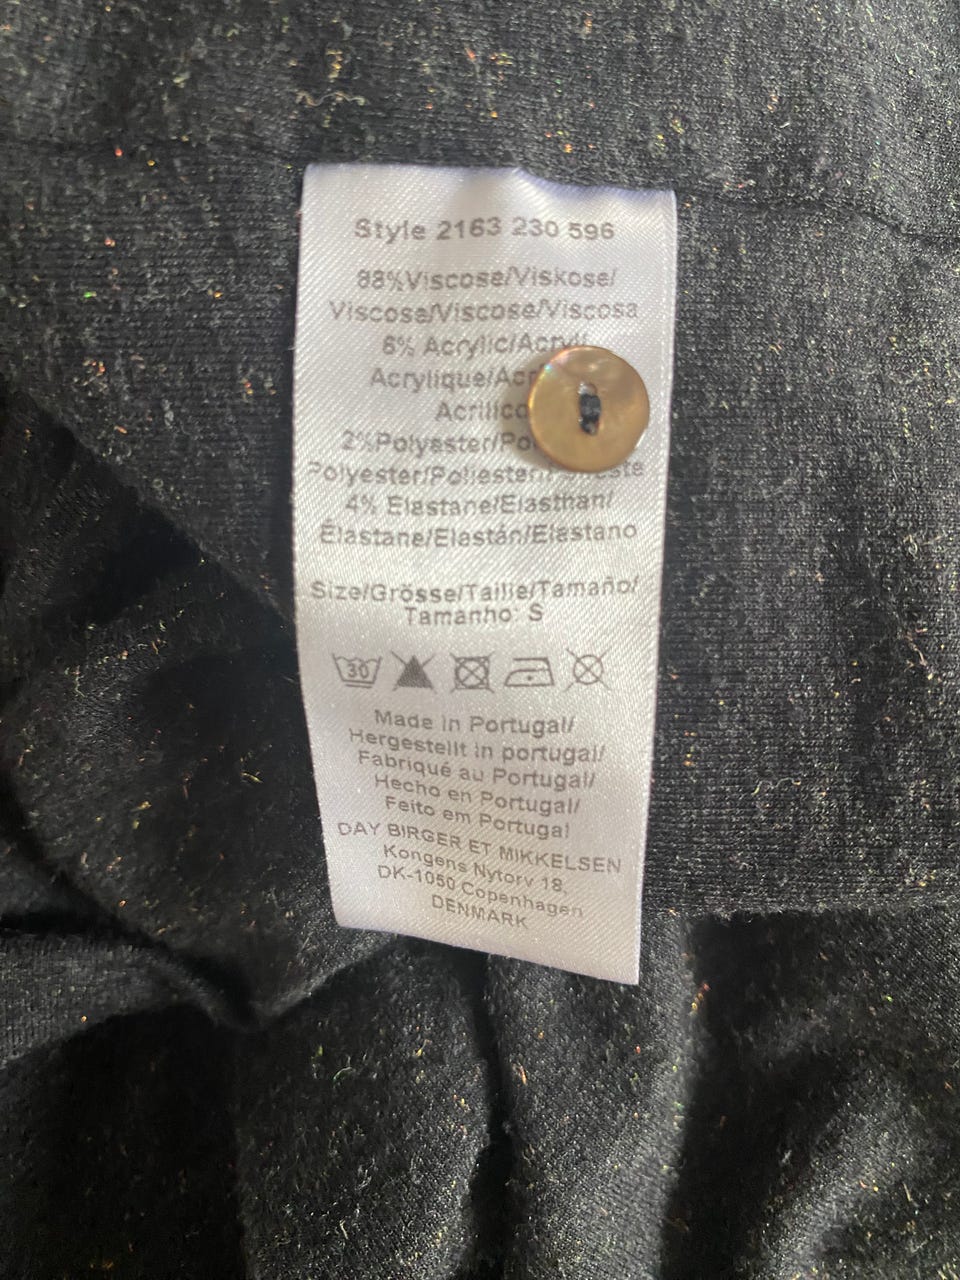 Style 2163 230 596
88%Viscose/Viskose/
Viscose/Viscose/Viscosa
6% Acrylic/Acryl/
Acrylique/Acr
Acrilico
2%Polyester/Po
Polyester/Poliester/
4% Elastane/Elasthan/
Élastane/Elastán/Elastano
Size/Grösse/Taille/Tamaño/
Tamanho: S
30
Made in Portugal/
Hergestellt in portugal/
Fabriqué au Portugal/
Hecho en Portugal/
Feito em Portugal
DAY BIRGER ET MIKKELSEN
Kongens Nytorv 18,
DK-1050 Copenhagen
DENMARK